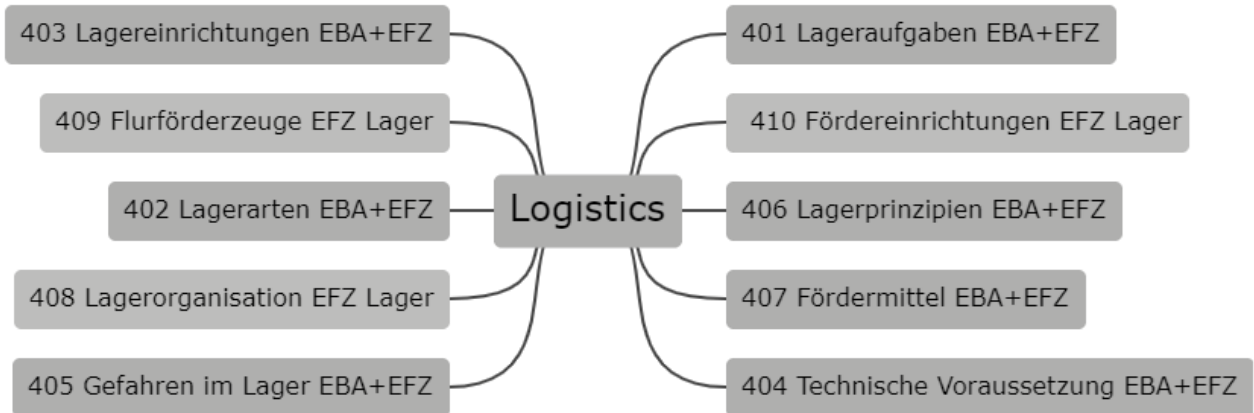 403 Lagereinrichtungen EBA+EFZ
409 Flurförderzeuge EFZ Lager
402 Lagerarten EBA+EFZ
408 Lagerorganisation EFZ Lager
405 Gefahren im Lager EBA+EFZ
Logistics
401 Lageraufgaben EBA+EFZ
410 Fördereinrichtungen EFZ Lager
406 Lagerprinzipien EBA+EFZ
407 Fördermittel EBA+EFZ
404 Technische Voraussetzung EBA+EFZ